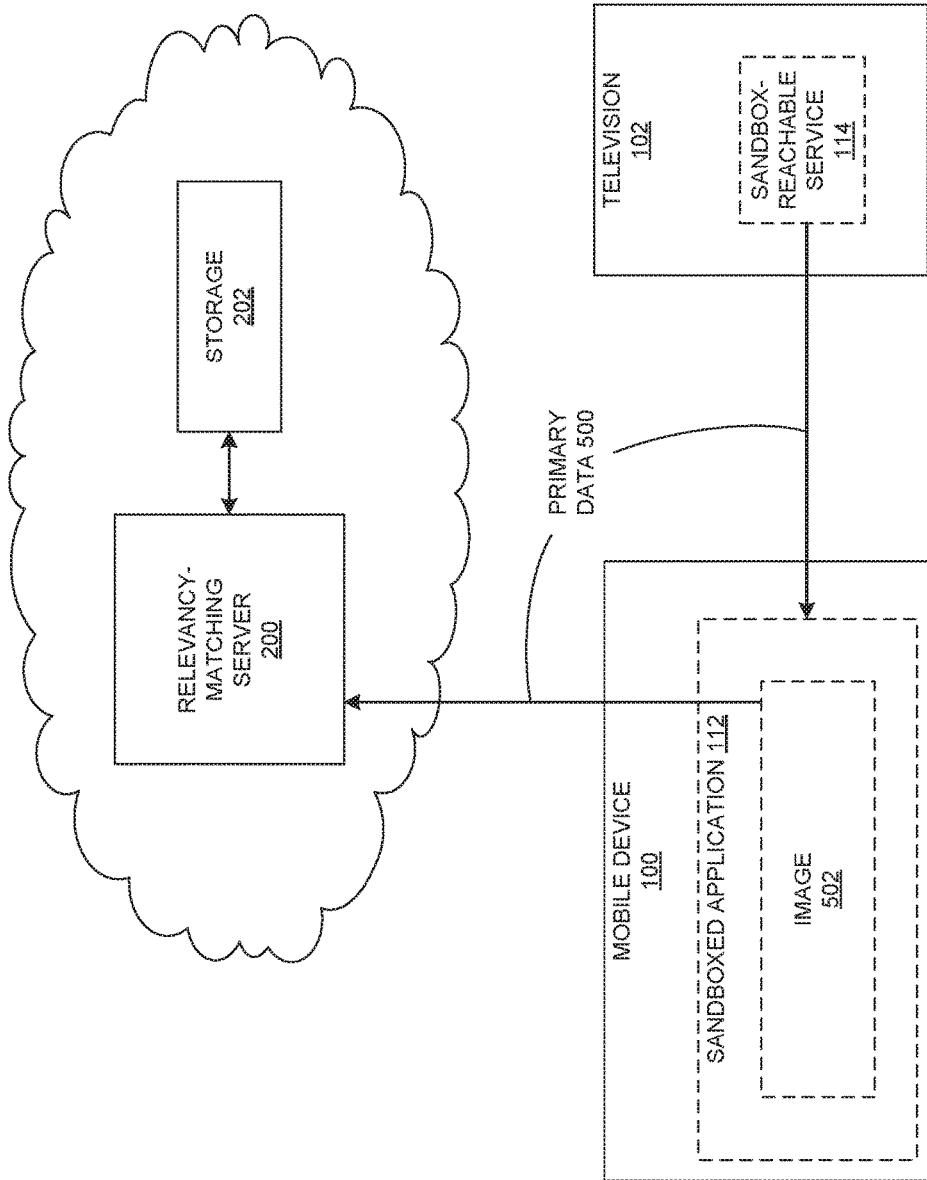 RELEVANCY-
MATCHING
SERVER
200
STORAGE
202
PRIMARY
DATA 500
MOBILE DEVICE
100
SANDBOXED APPLICATION 112
IMAGE
502
TELEVISION
102
SANDBOX-
REACHABLE
SERVICE
114